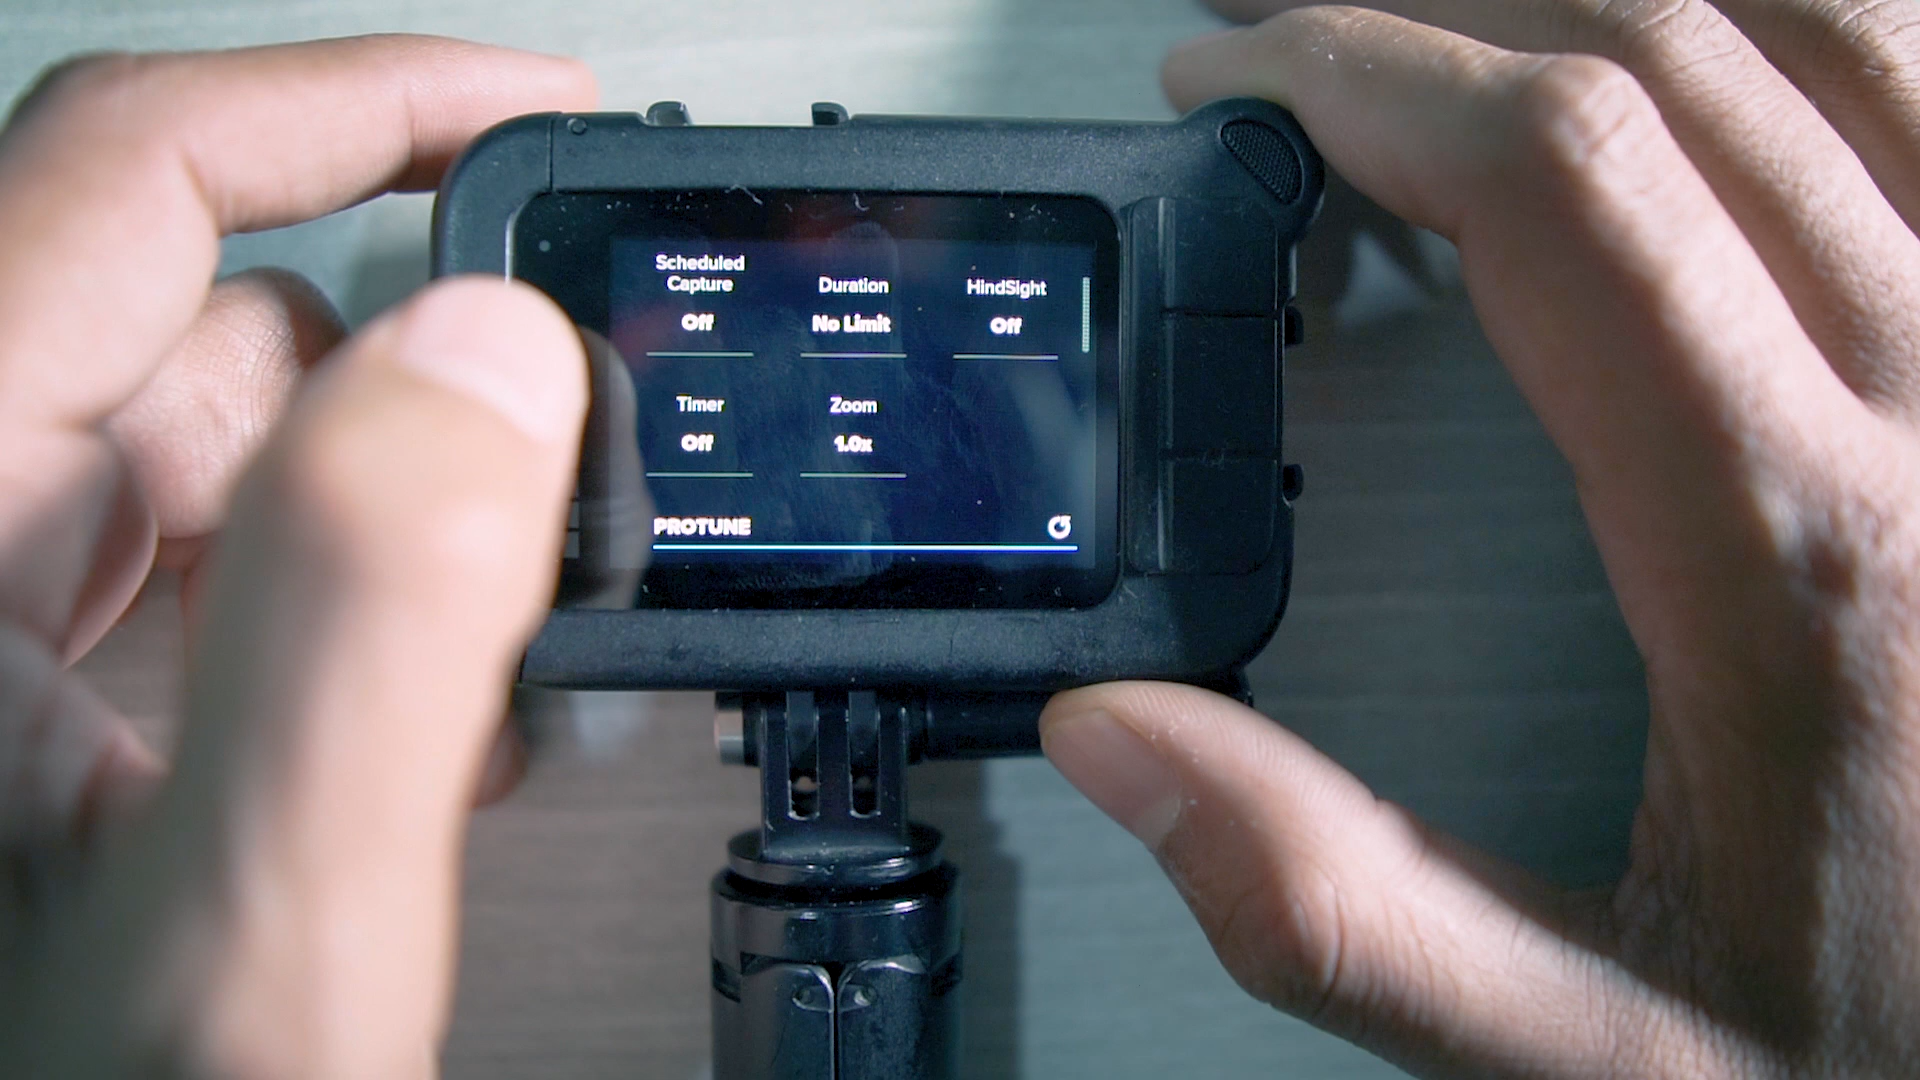 Scheduled
Capture
Duration
HindSight
Off
No Limit
Off
Timer
Zoom
Off
1.0x
PROTUNE